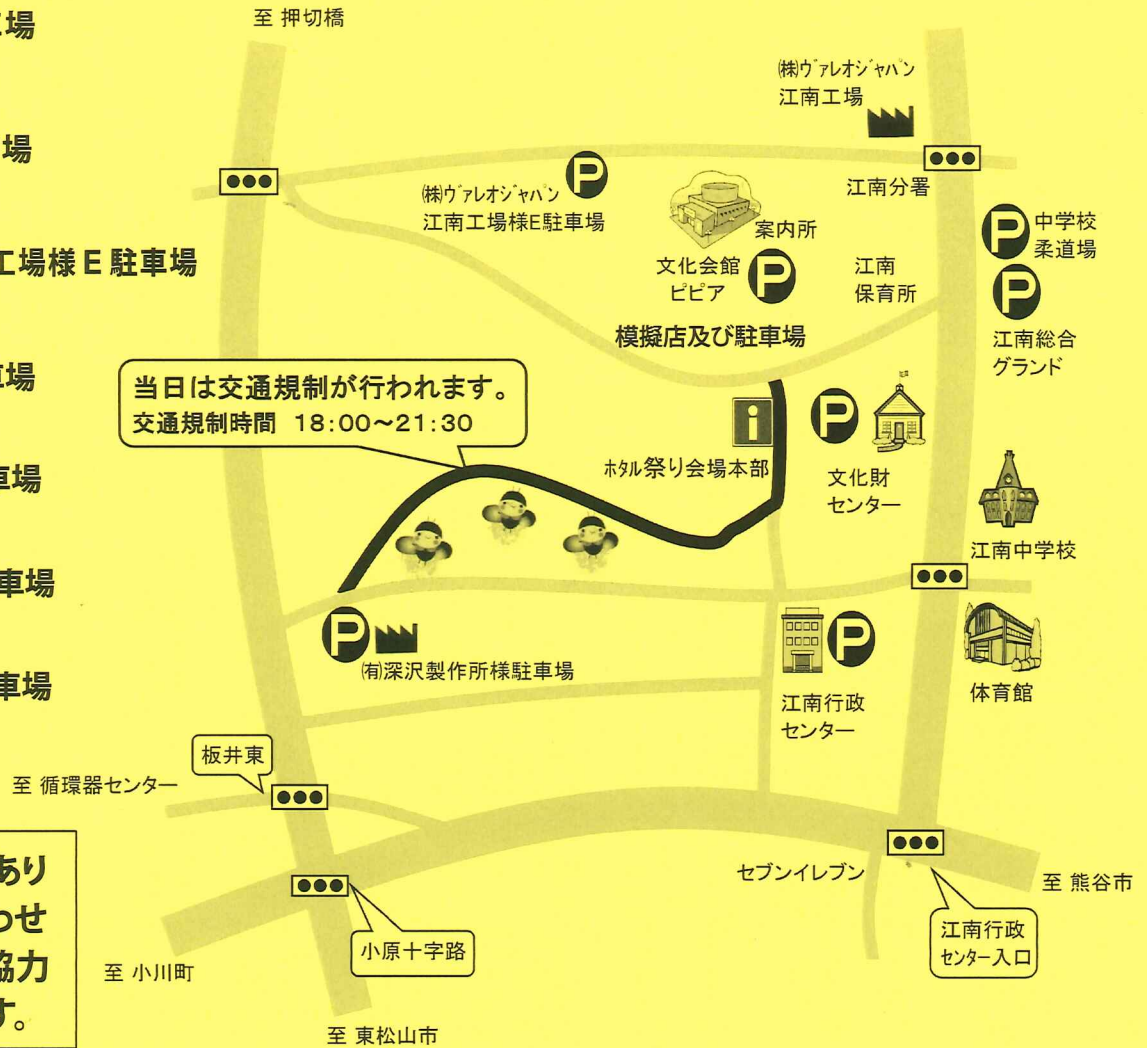 至 押切橋
場
場
工場様E駐車場
車場
車場
車場
車場
あり
わせ
協力
す。
㈱ヴァレオジャパン
江南工場
江南分署
㈱ヴァレオジャパン
江南工場様E駐車場
P
案内所
文化会館
ピピア
P
江南
保育所
P
中学校
柔道場
P
江南総合
グランド
模擬店及び駐車場
当日は交通規制が行われます。
交通規制時間 18:00~21:30
i
ホタル祭り会場本部
P
文化財
センター
江南中学校
P
㈲深沢製作所様駐車場
P
江南行政
センター
体育館
板井東
至 循環器センター
セブンイレブン
至 熊谷市
江南行政
センター入口
小原十字路
至 小川町
至 東松山市